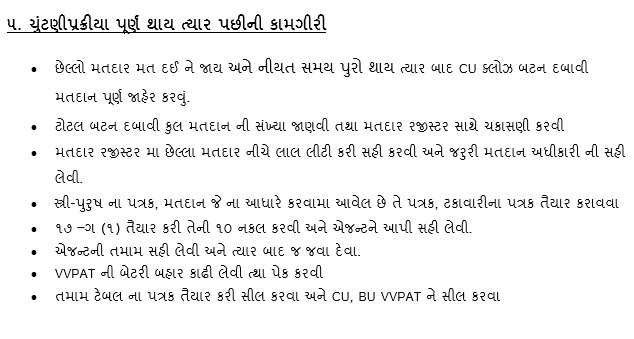 ૫. ચુંટણીપ્રક્રીયા પૂર્ણ થાય ત્યાર પછીની કામગીરી
• છેલ્લો મતદાર મત દઈ ને જાય અને નીયત સમય પુરો થાય ત્યાર બાદ CU ક્લોઝ બટન દબાવી
મતદાન પૂર્ણ જાહેર કરવું.
• ટોટલ બટન દબાવી કુલ મતદાન ની સંખ્યા જાણવી તથા મતદાર રજીસ્ટર સાથે ચકાસણી કરવી
• મતદાર રજીસ્ટર મા છેલ્લા મતદાર નીચે લાલ લીટી કરી સહી કરવી અને જરુરી મતદાન અધીકારી ની સહી
લેવી.
• સ્ત્રી-પુરુષ ના પત્રક, મતદાન જે ના આધારે કરવામા આવેલ છે તે પત્રક, ટકાવારીના પત્રક તૈયાર કરાવવા
• ૧૭ –ગ (૧) તૈયાર કરી તેની ૧૦ નકલ કરવી અને એજન્ટને આપી સહી લેવી.
• એજન્ટની તમામ સહી લેવી અને ત્યાર બાદ જ જવા દેવા.
• VVPAT ની બેટરી બહાર કાઢી લેવી ત્થા પેક કરવી
• તમામ ટેબલ ના પત્રક તૈયાર કરી સીલ કરવા અને CU, BU VVPAT ને સીલ કરવા